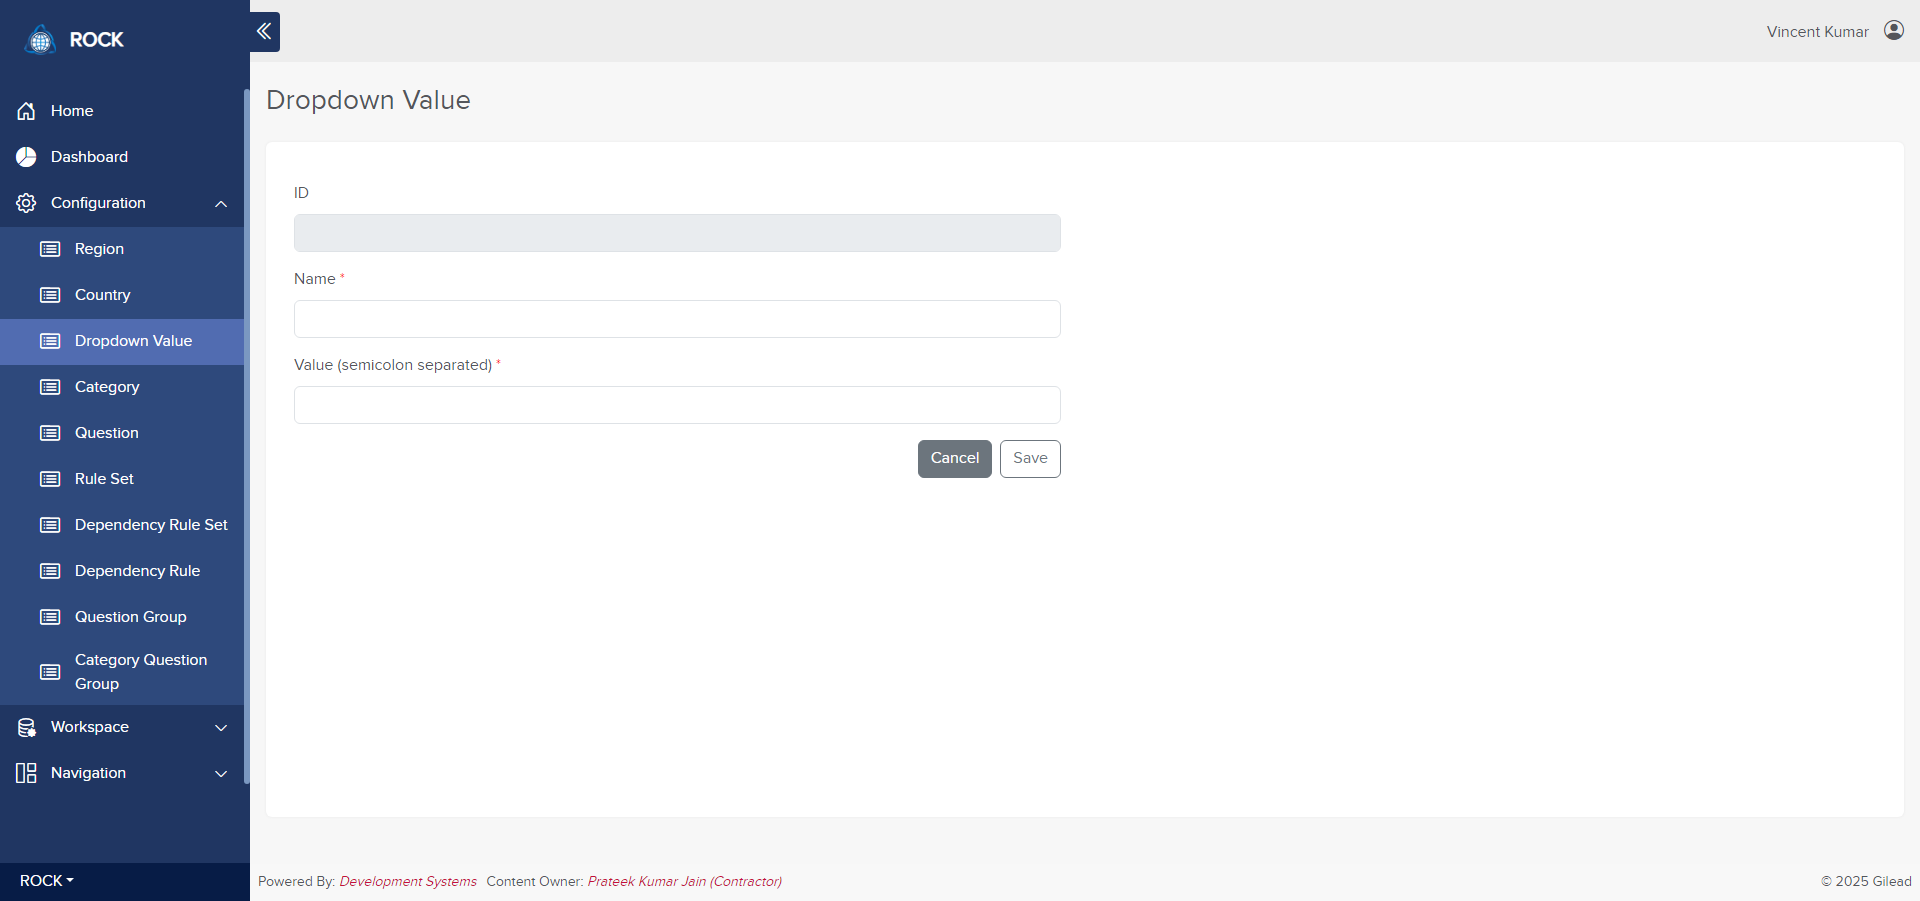 ROCK
Vincent Kumar
Home
Dashboard
Configuration
Region
Country
Dropdown Value
Category
Question
Rule Set
Dependency Rule Set
Dependency Rule
Question Group
Category Question
Group
Workspace
Navigation
ROCK
Dropdown Value
ID
Name *
Value (semicolon separated) *
Cancel Save
Powered By: Development Systems Content Owner: Prateek Kumar Jain (Contractor)
© 2025 Gilead